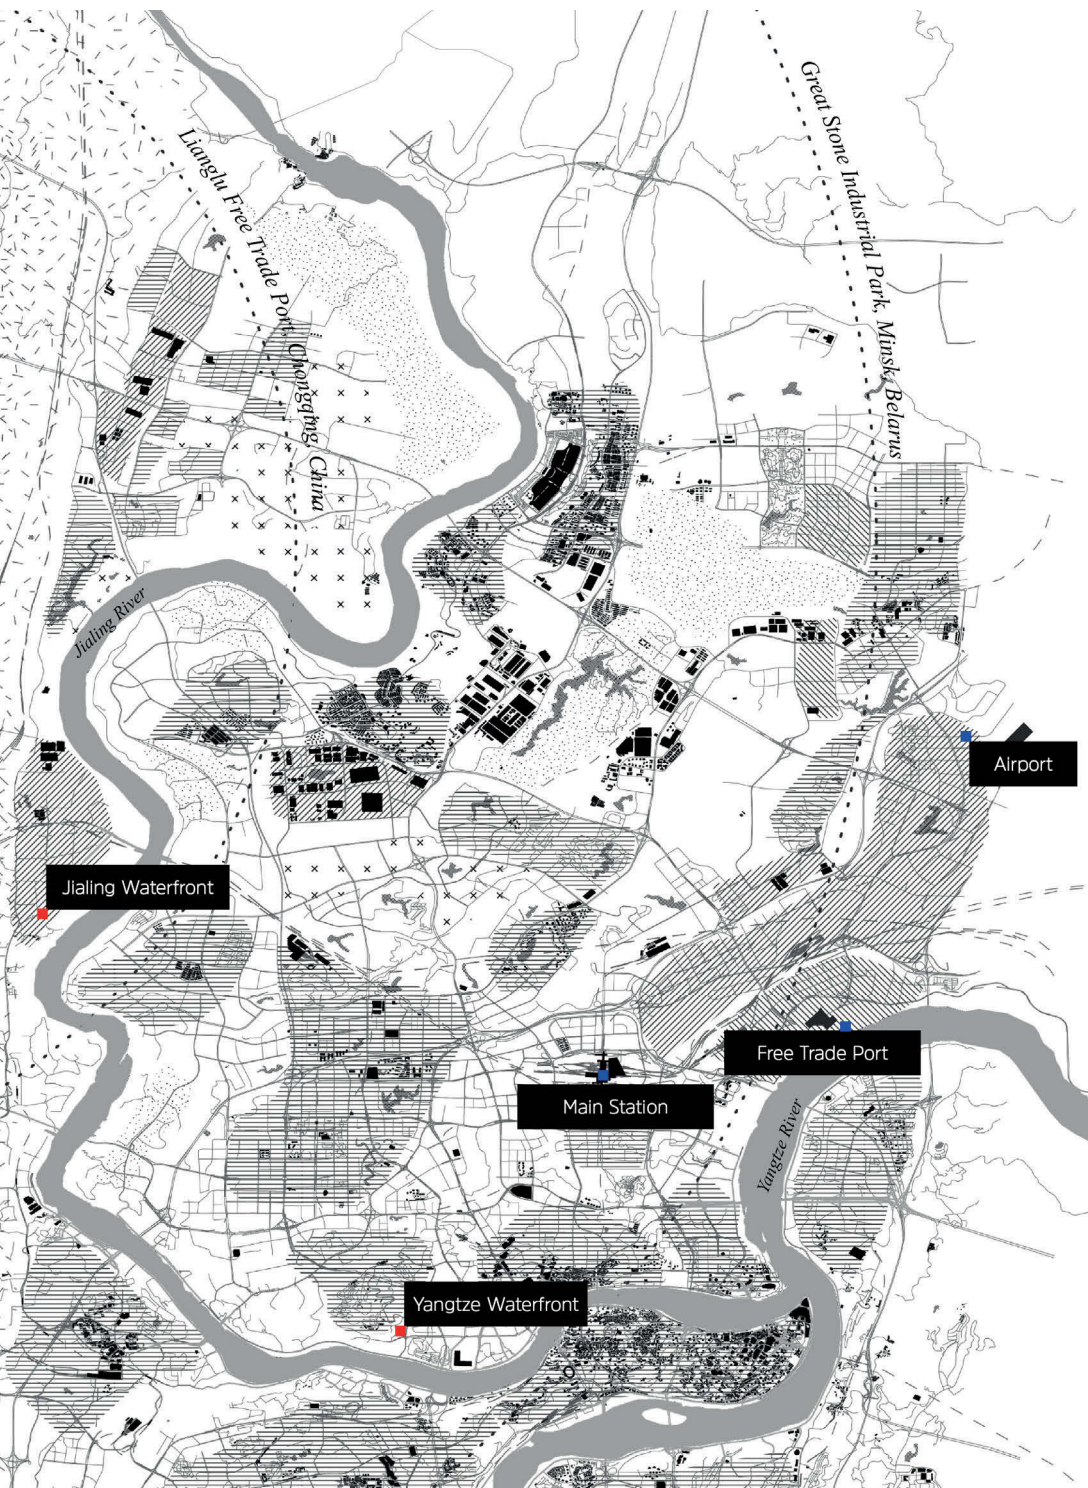 Great Stone Industrial Park, Minsk, Belarus
Lianglu Free Trade Port, Chongqing, China
Jialing River
Airport
Jialing Waterfront
Free Trade Port
Main Station
Yangtze River
Yangtze Waterfront